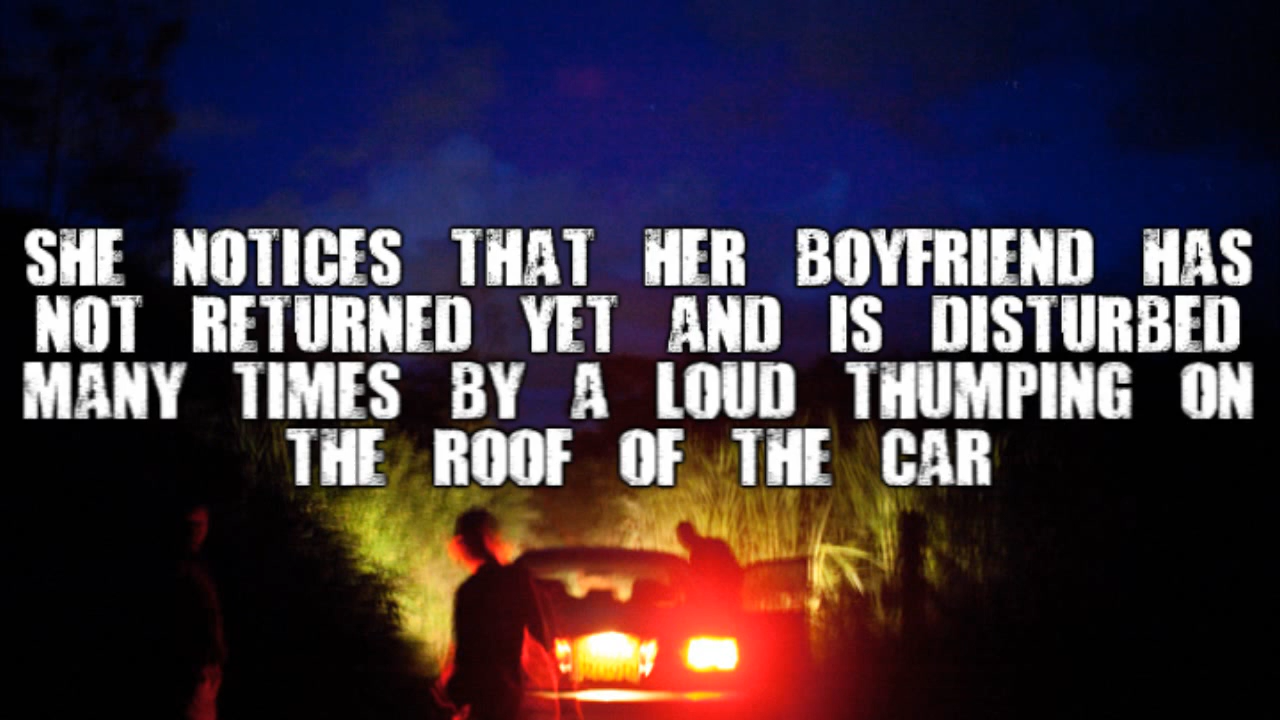 SHE NOTICES THAT HER BOYFRIEND HAS
NOT RETURNED YET AND IS DISTURBED
MANY TIMES BY A LOUD THUMPING ON
THE ROOF OF THE CAR